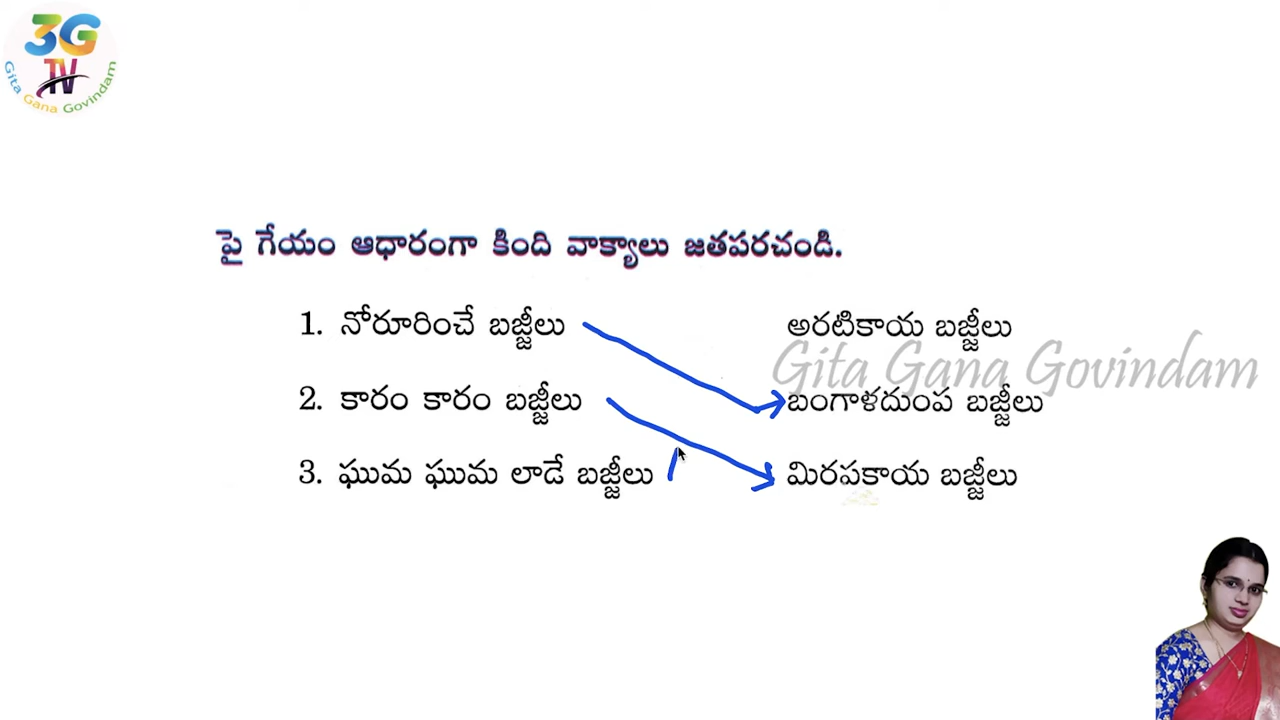 3G
TV
Gita Gana Govindam
పై గేయం ఆధారంగా కింది వాక్యాలు జతపరచండి.
1. నోరూరించే బజ్జీలు అరటికాయ బజ్జీలు
Gita Gana Govindam
2. కారం కారం బజ్జీలు బంగాళదుంప బజ్జీలు
3. ఘుమ ఘుమ లాడే బజ్జీలు మిరపకాయ బజ్జీలు